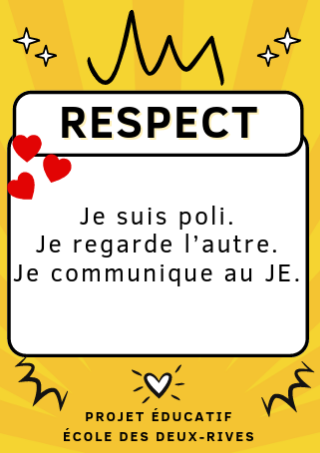 RESPECT
Je suis poli.
Je regarde l'autre.
Je communique au JE.
PROJET ÉDUCATIF
ÉCOLE DES DEUX-RIVES